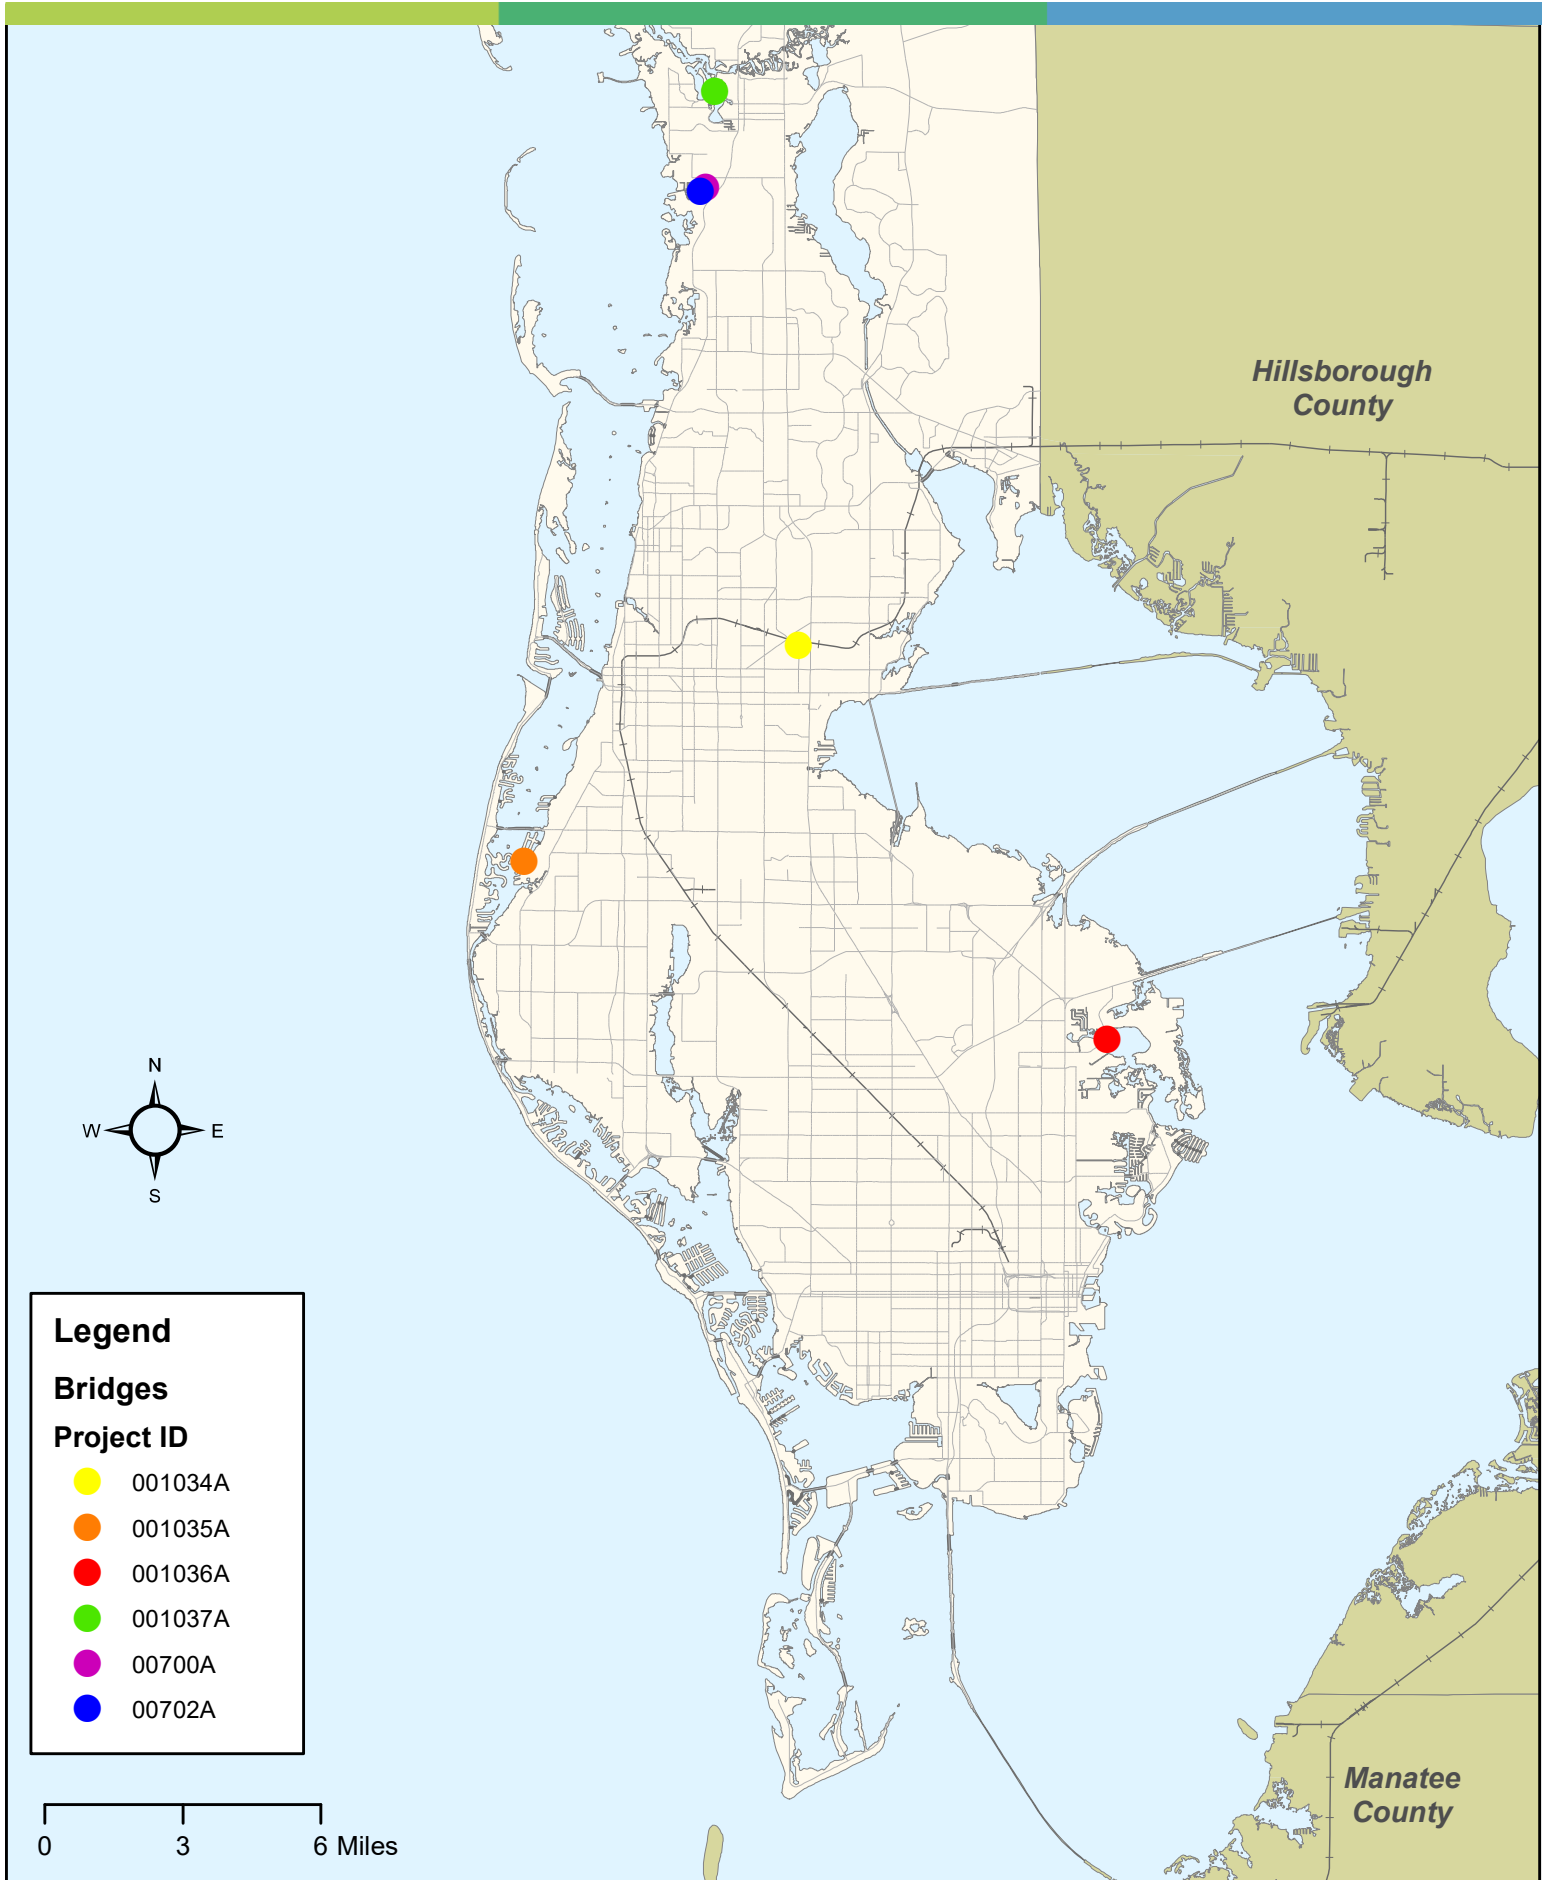 Hillsborough
County
N
W
E
S
Legend
Bridges
Project ID
001034A
001035A
001036A
001037A
00700A
00702A
0 3 6 Miles
Manatee
County